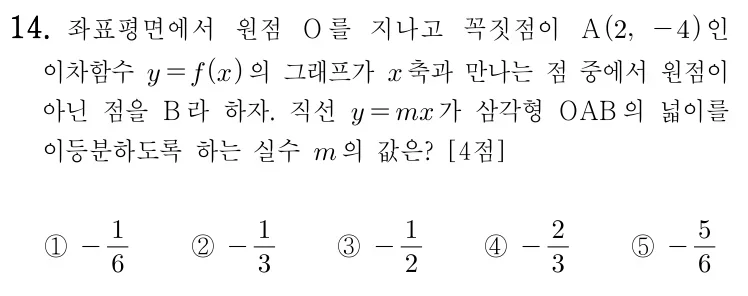 14. 좌표평면에서 원점 O를 지나고 꼭짓점이 A(2, −4)인
이차함수 y=f(x)의 그래프가 x축과 만나는 점 중에서 원점이
아닌 점을 B라 하자. 직선 y=mx가 삼각형 OAB의 넓이를
이등분하도록 하는 실수 m의 값은? [4점]
① −1/6 ② −1/3 ③ −1/2 ④ −2/3 ⑤ −5/6